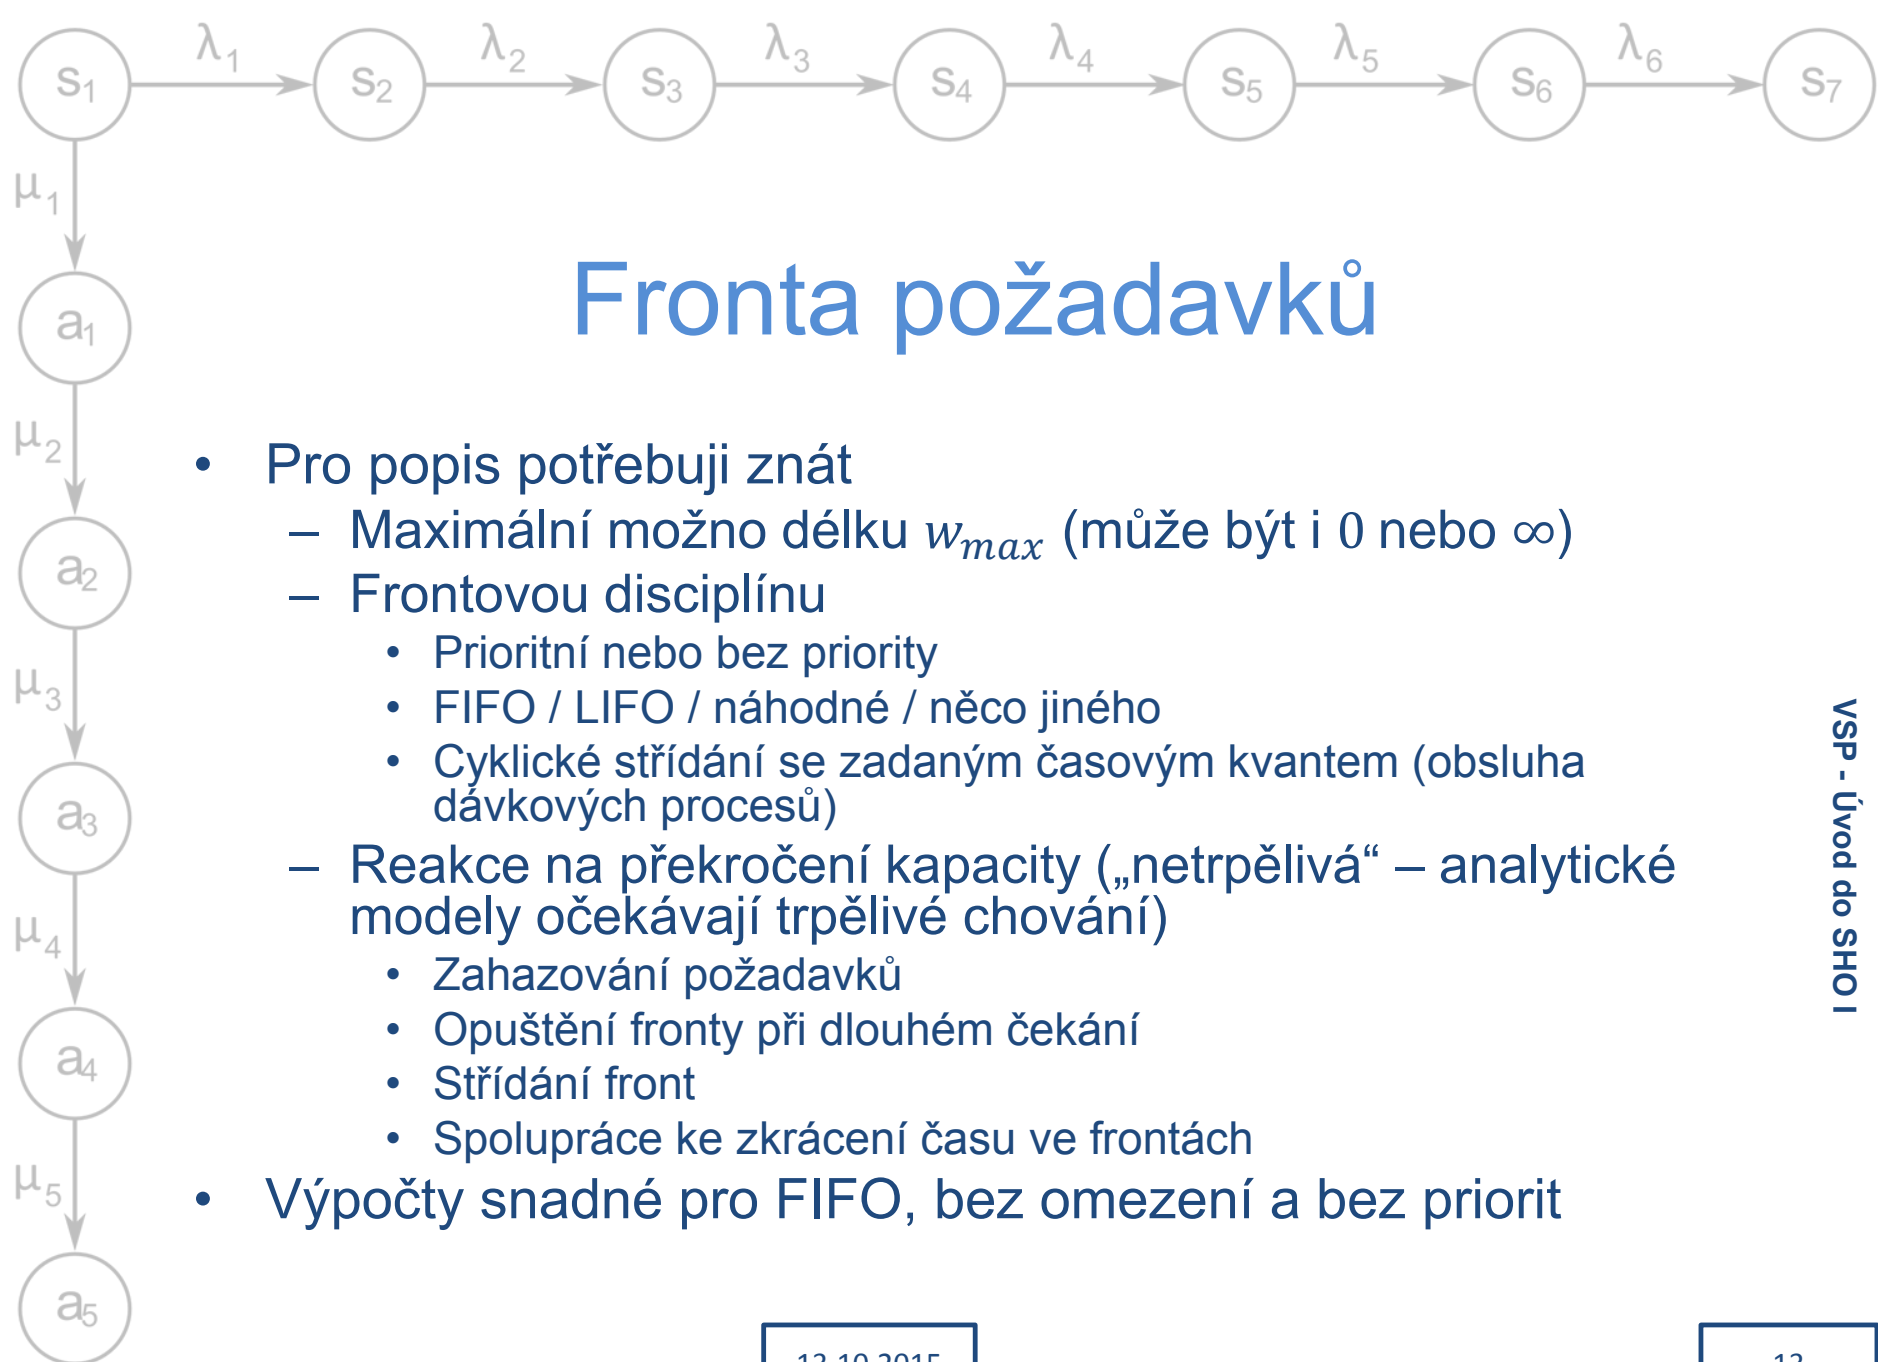 s1 λ1 s2 λ2 s3 λ3 s4 λ4 s5 λ5 s6 λ6 s7
μ1
a1
μ2
a2
μ3
a3
μ4
a4
μ5
a5
Fronta požadavků
• Pro popis potřebuji znát
– Maximální možno délku wmax (může být i 0 nebo ∞)
– Frontovou disciplínu
• Prioritní nebo bez priority
• FIFO / LIFO / náhodné / něco jiného
• Cyklické střídání se zadaným časovým kvantem (obsluha
dávkových procesů)
– Reakce na překročení kapacity („netrpělivá“ – analytické
modely očekávají trpělivé chování)
• Zahazování požadavků
• Opuštění fronty při dlouhém čekání
• Střídání front
• Spolupráce ke zkrácení času ve frontách
• Výpočty snadné pro FIFO, bez omezení a bez priorit
VSP - Úvod do SHO I
13.10.2015
13